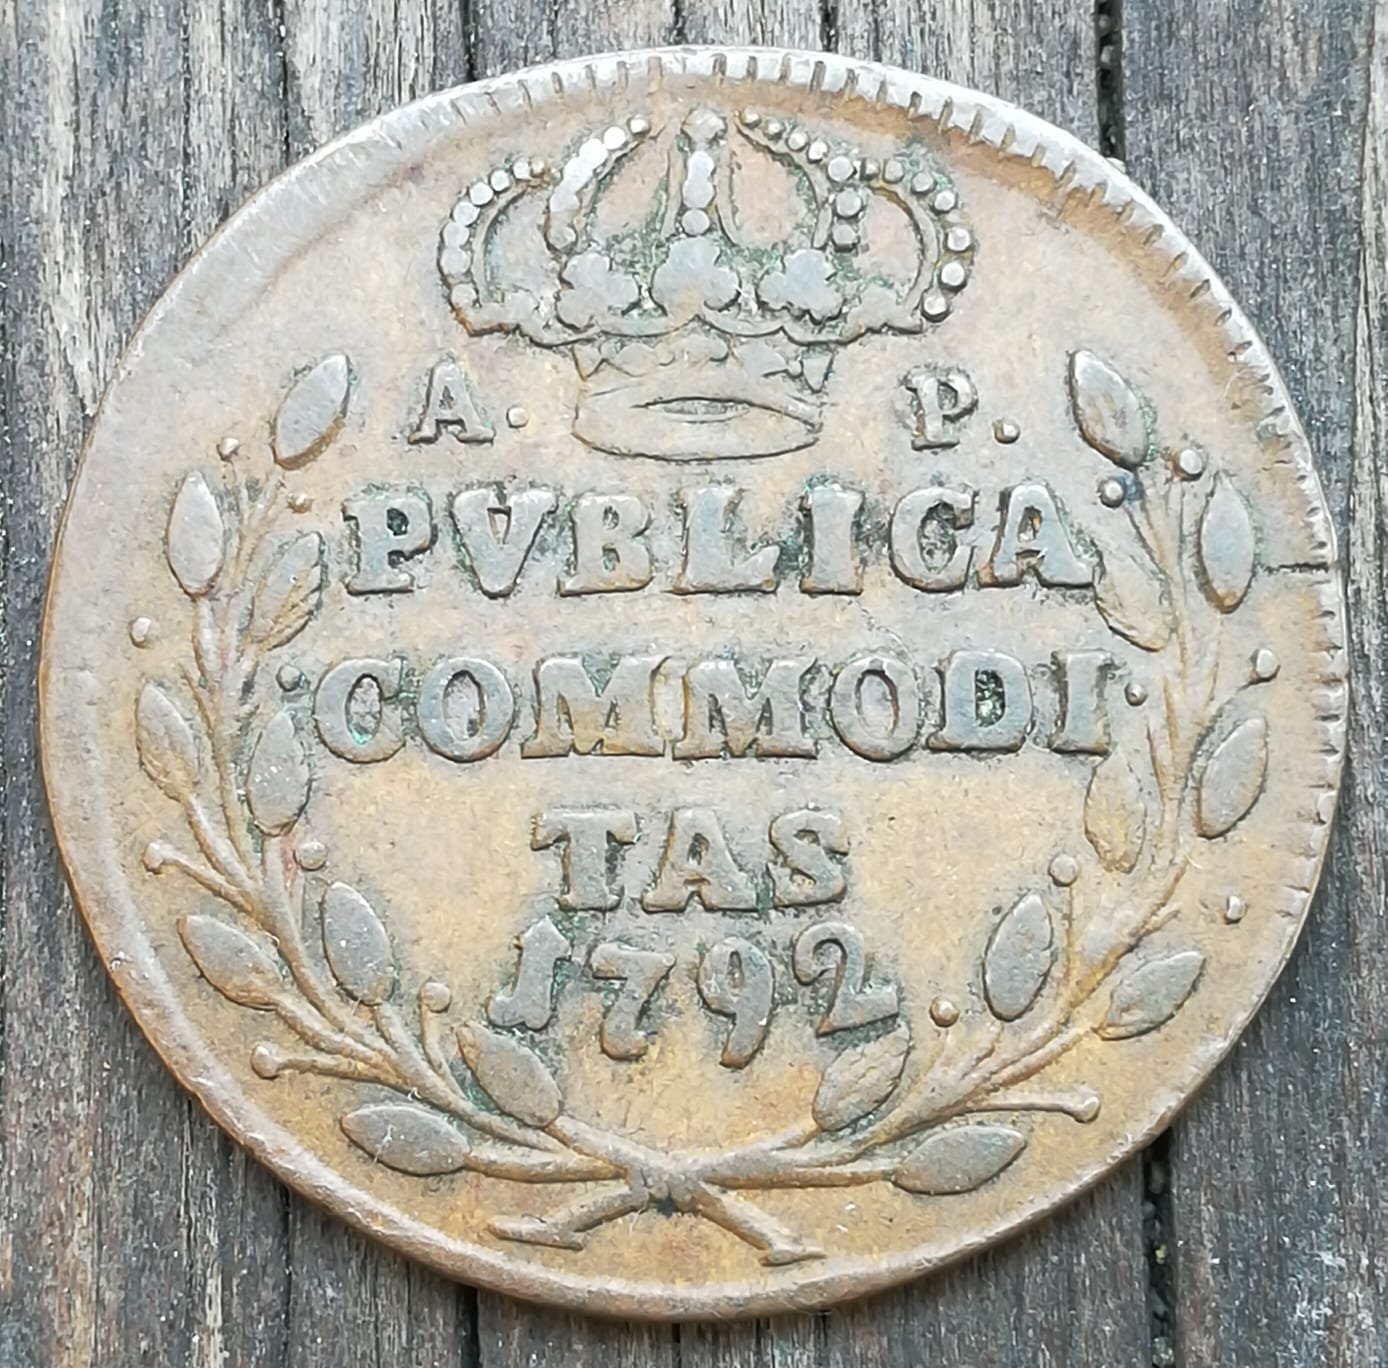 A. P.
PVBLICA
COMMODI
TAS
1792